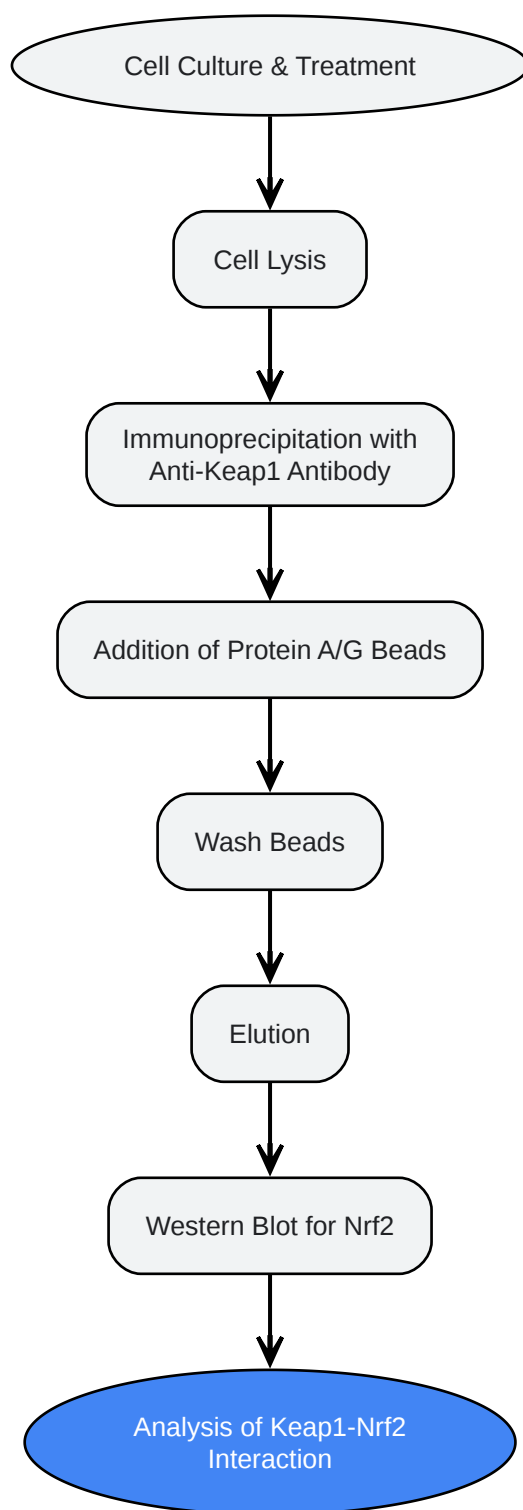 Cell Culture & Treatment
Cell Lysis
Immunoprecipitation with
Anti-Keap1 Antibody
Addition of Protein A/G Beads
Wash Beads
Elution
Western Blot for Nrf2
Analysis of Keap1-Nrf2
Interaction